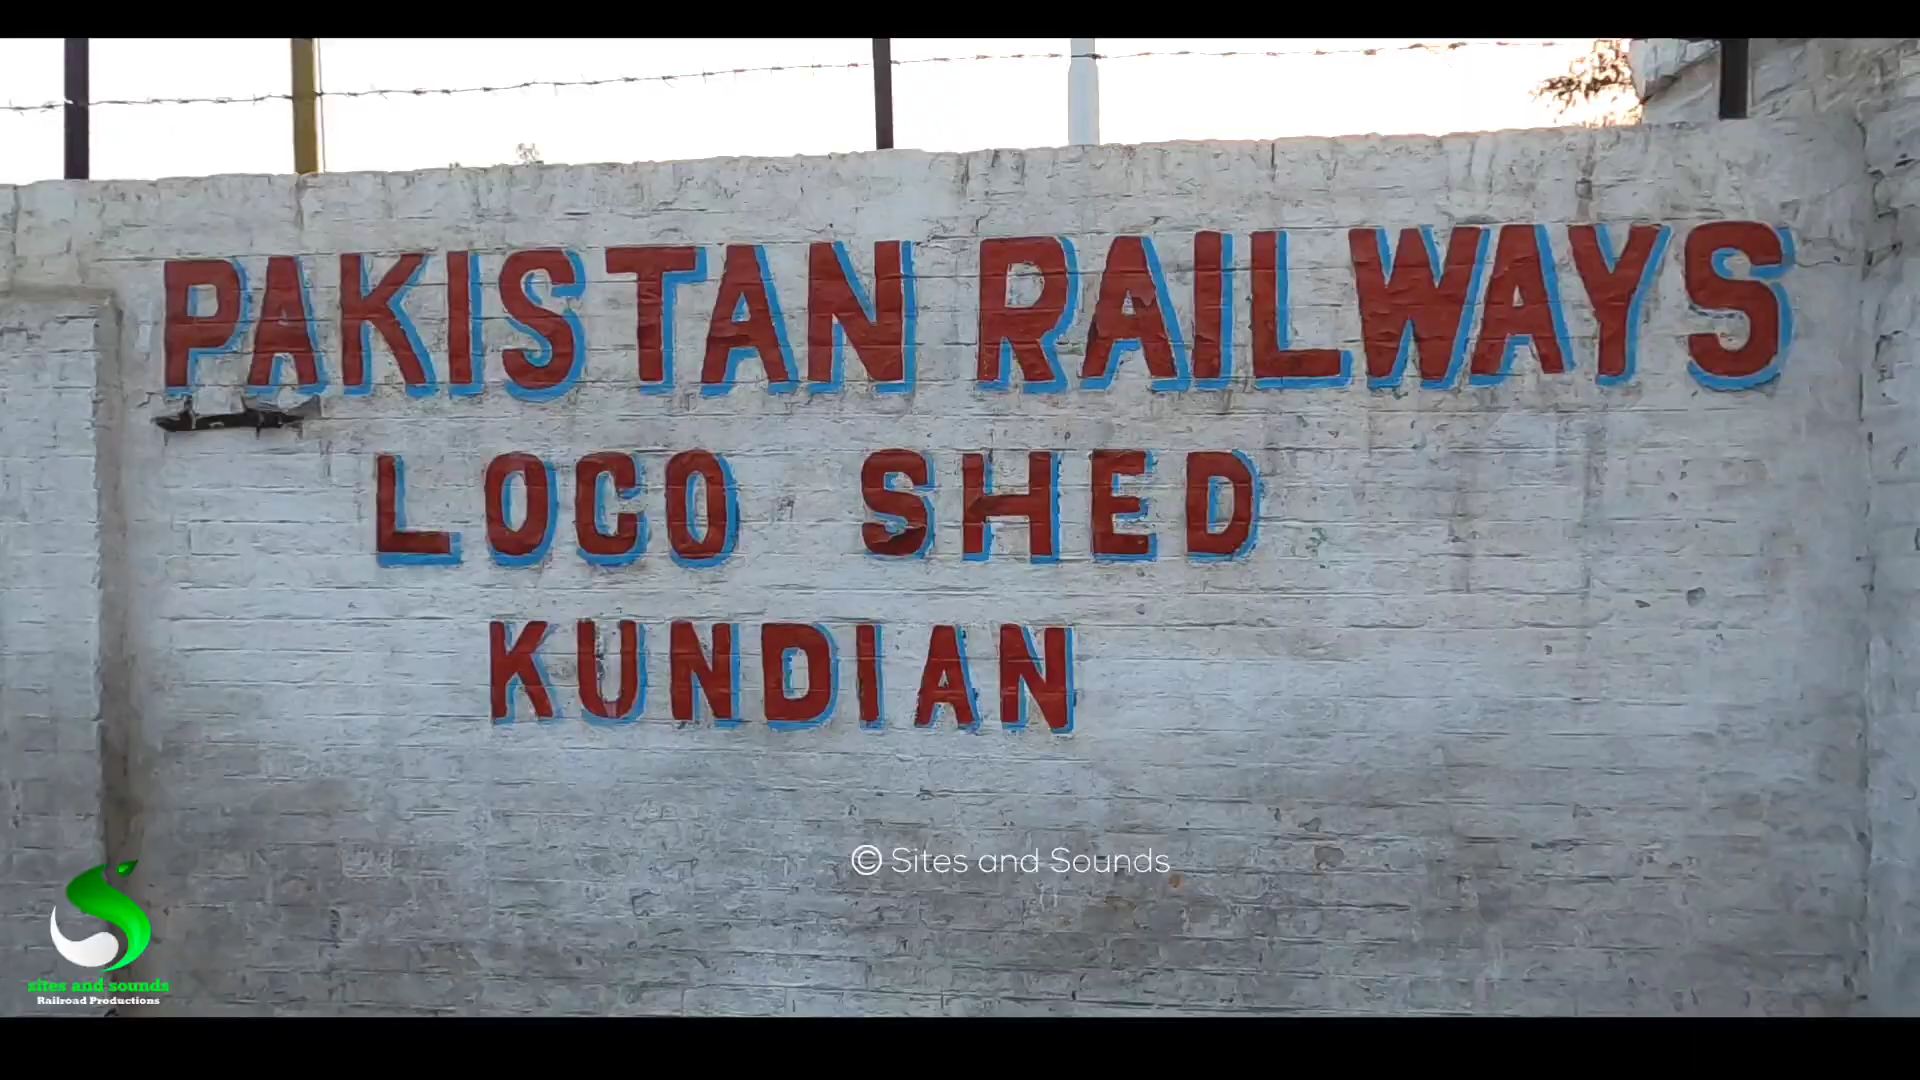 PAKISTAN RAILWAYS
LOCO SHED
KUNDIAN
© Sites and Sounds
sites and sounds
Railroad Productions